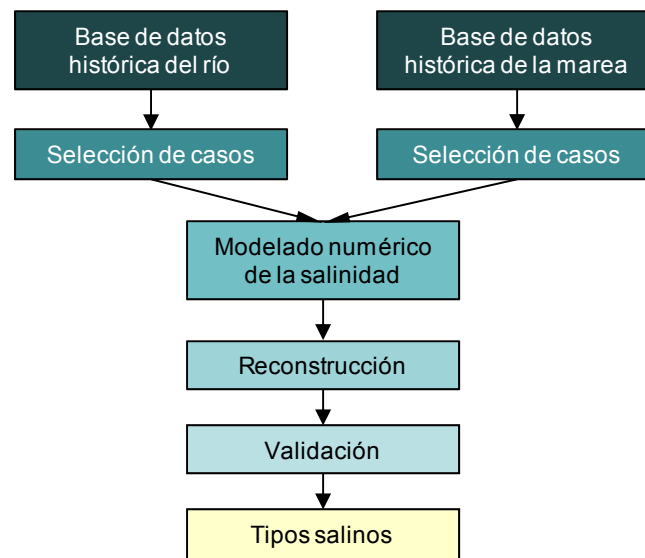 Base de datos
histórica del río
Base de datos
histórica de la marea
Selección de casos
Selección de casos
Modelado numérico
de la salinidad
Reconstrucción
Validación
Tipos salinos